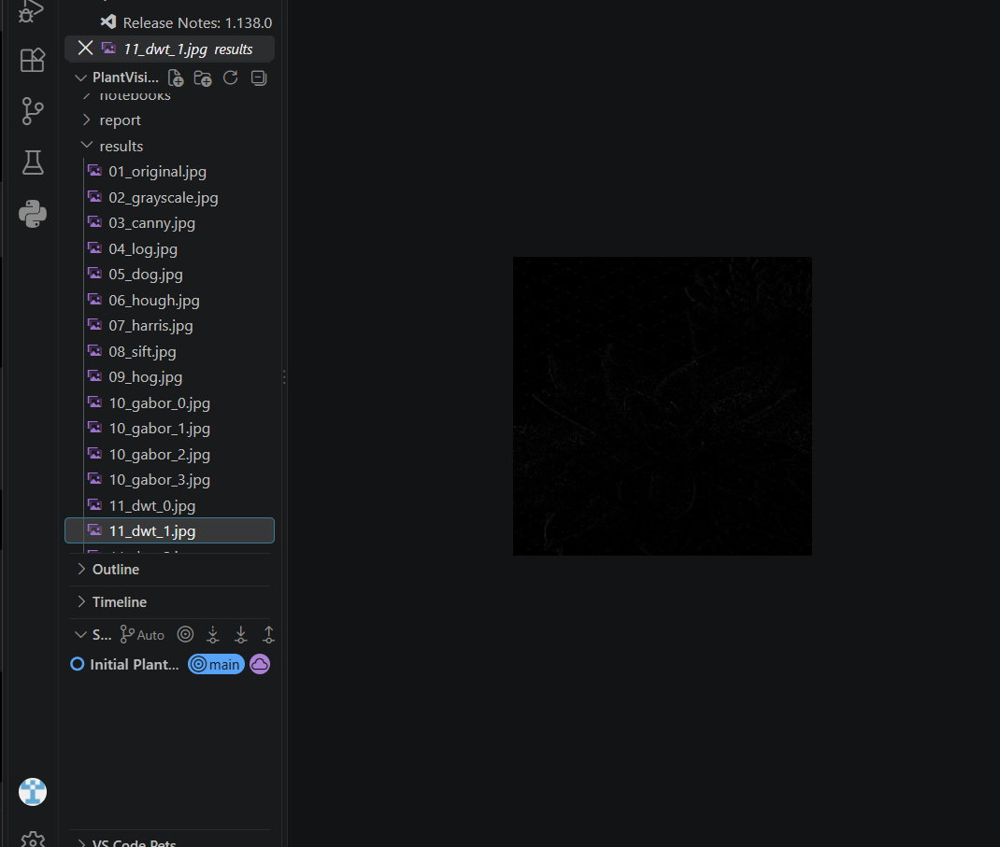 Release Notes: 1.138.0
11_dwt_1.jpg results
PlantVisi...
notebooks
report
results
01_original.jpg
02_grayscale.jpg
03_canny.jpg
04_log.jpg
05_dog.jpg
06_hough.jpg
07_harris.jpg
08_sift.jpg
09_hog.jpg
10_gabor_0.jpg
10_gabor_1.jpg
10_gabor_2.jpg
10_gabor_3.jpg
11_dwt_0.jpg
11_dwt_1.jpg
Outline
Timeline
S... Auto
Initial Plant... main
VS Code Pets